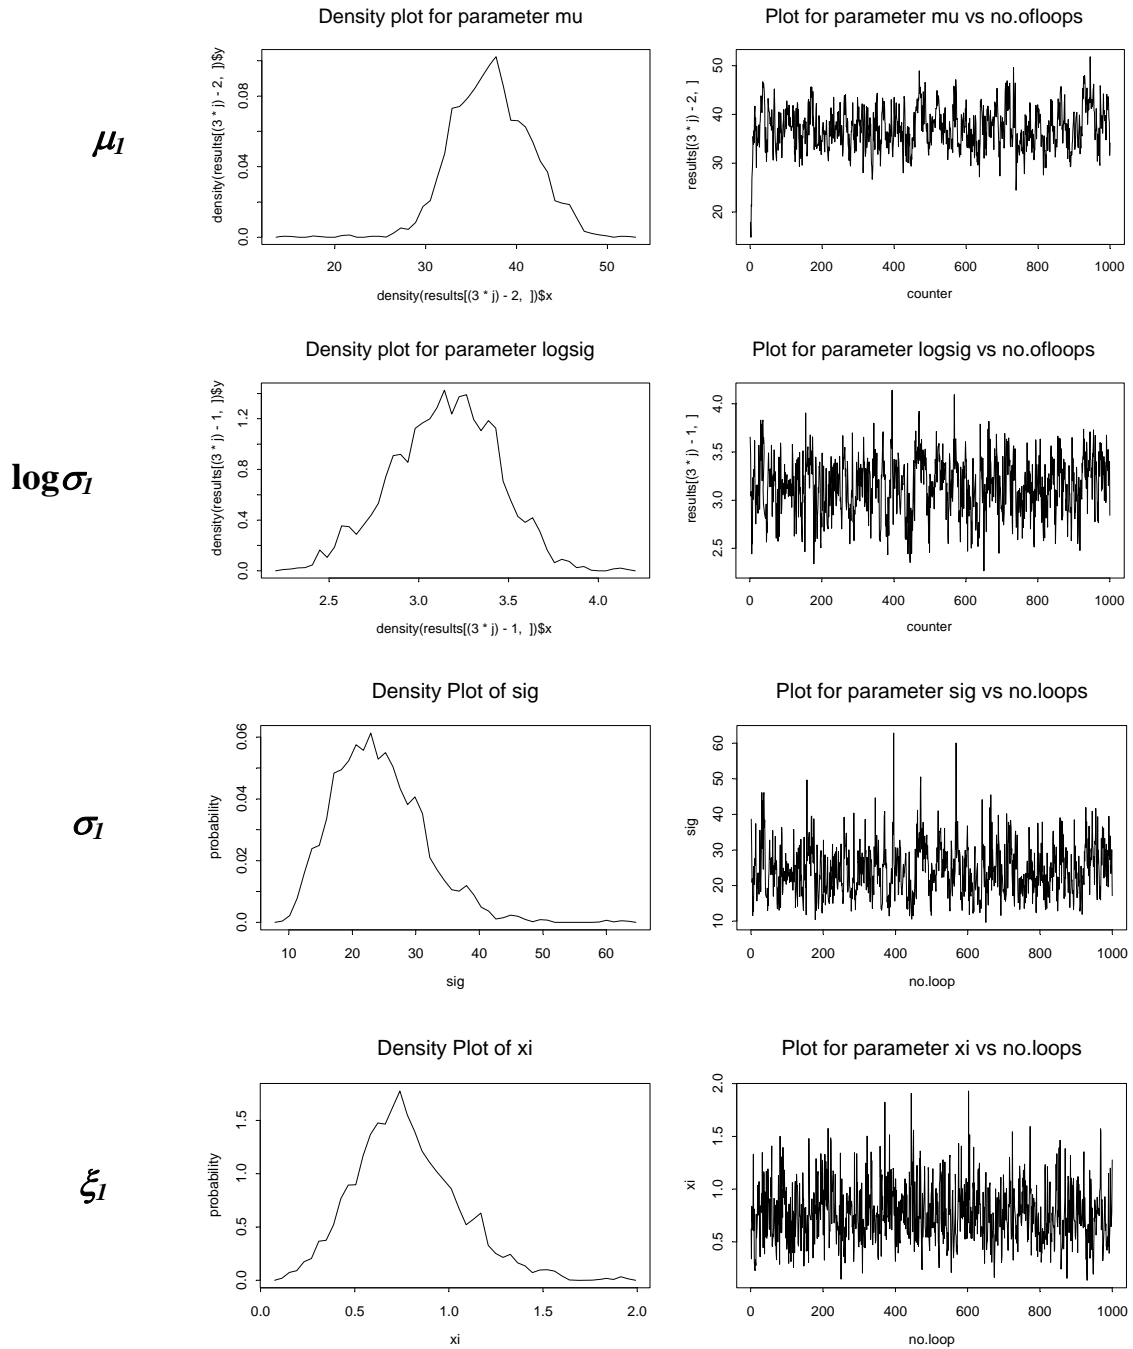 Density plot for parameter mu
Plot for parameter mu vs no.ofloops
μ1
density(results[(3 * j) - 2, ])$y
0.0 0.04 0.08
20 30 40 50
density(results[(3 * j) - 2, ])$x
results[(3 * j) - 2, ]
20 30 40 50
0 200 400 600 800 1000
counter
Density plot for parameter logsig
Plot for parameter logsig vs no.ofloops
logσ1
density(results[(3 * j) - 1, ])$y
0.0 0.4 0.8 1.2
2.5 3.0 3.5 4.0
density(results[(3 * j) - 1, ])$x
results[(3 * j) - 1, ]
2.5 3.0 3.5 4.0
0 200 400 600 800 1000
counter
Density Plot of sig
Plot for parameter sig vs no.loops
σ1
probability
0.0 0.02 0.04 0.06
10 20 30 40 50 60
sig
sig
10 20 30 40 50 60
0 200 400 600 800 1000
no.loop
Density Plot of xi
Plot for parameter xi vs no.loops
ξ1
probability
0.0 0.5 1.0 1.5
0.0 0.5 1.0 1.5 2.0
xi
xi
0.5 1.0 1.5 2.0
0 200 400 600 800 1000
no.loop